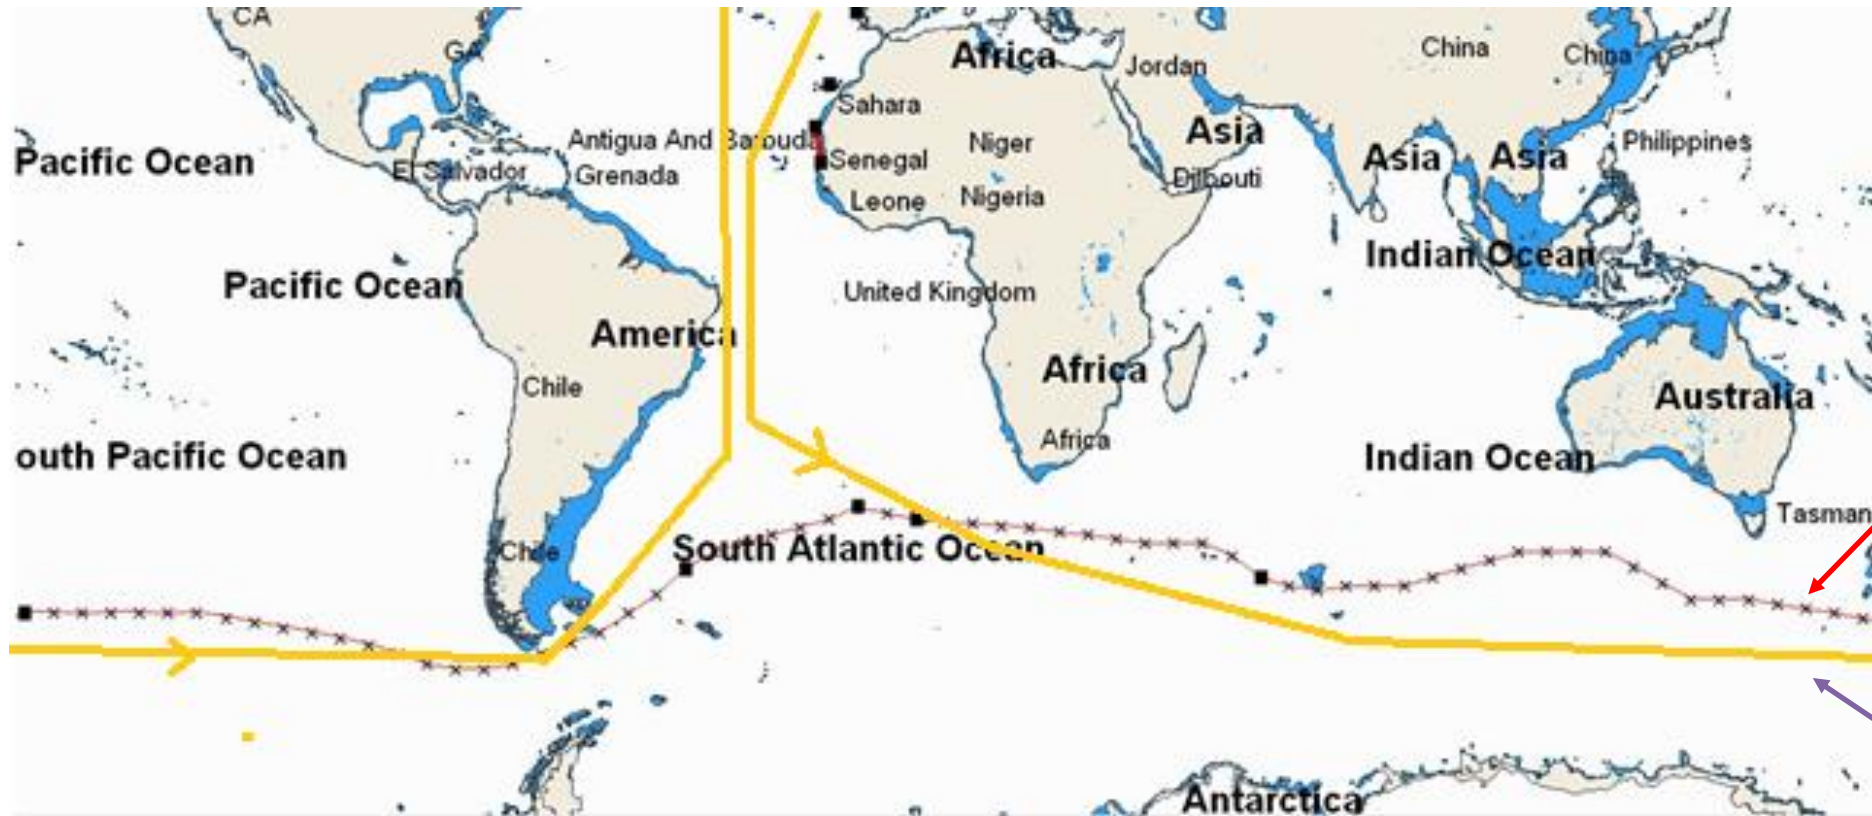 CA
GA
Africa
Jordan
China
China
Sahara
Antigua And Barbuda
Niger
Asia
Philippines
Pacific Ocean
El Salvador
Grenada
Senegal
Asia
Asia
Djibouti
Leone
Nigeria
Indian Ocean
Pacific Ocean
United Kingdom
America
Chile
Africa
Australia
Africa
outh Pacific Ocean
Indian Ocean
Tasman
Chile
South Atlantic Ocean
Antarctica